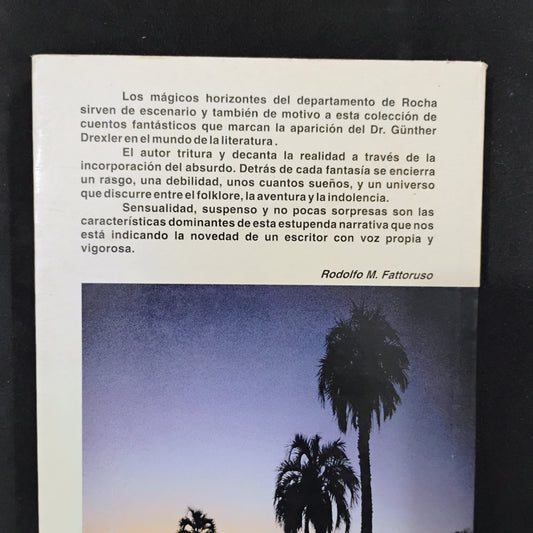 Los mágicos horizontes del departamento de Rocha
sirven de escenario y también de motivo a esta colección de
cuentos fantásticos que marcan la aparición del Dr. Günther
Drexler en el mundo de la literatura .
El autor tritura y decanta la realidad a través de la
incorporación del absurdo. Detrás de cada fantasía se encierra
un rasgo, una debilidad, unos cuantos sueños, y un universo
que discurre entre el folklore, la aventura y la indolencia.
Sensualidad, suspenso y no pocas sorpresas son las
características dominantes de esta estupenda narrativa que nos
está indicando la novedad de un escritor con voz propia y
vigorosa.
Rodolfo M. Fattoruso